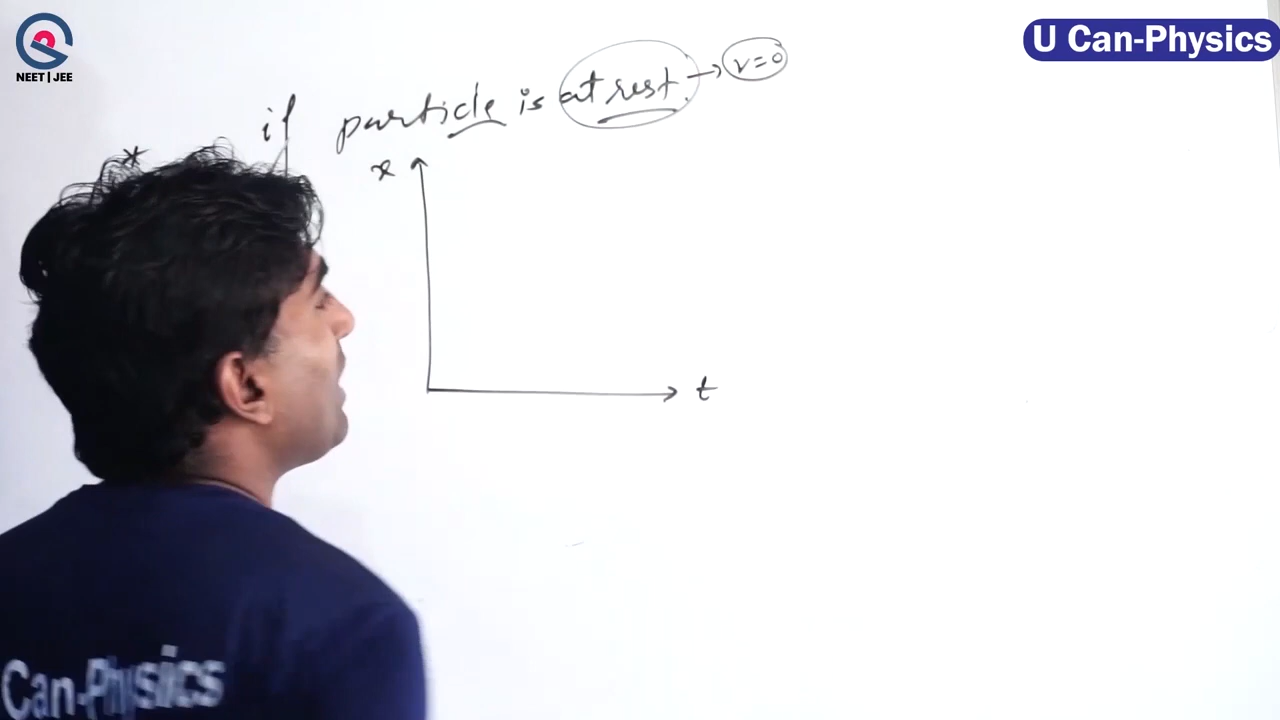 NEET | JEE
U Can-Physics
* if particle is at rest. → v=0
x
t
Can-Physics